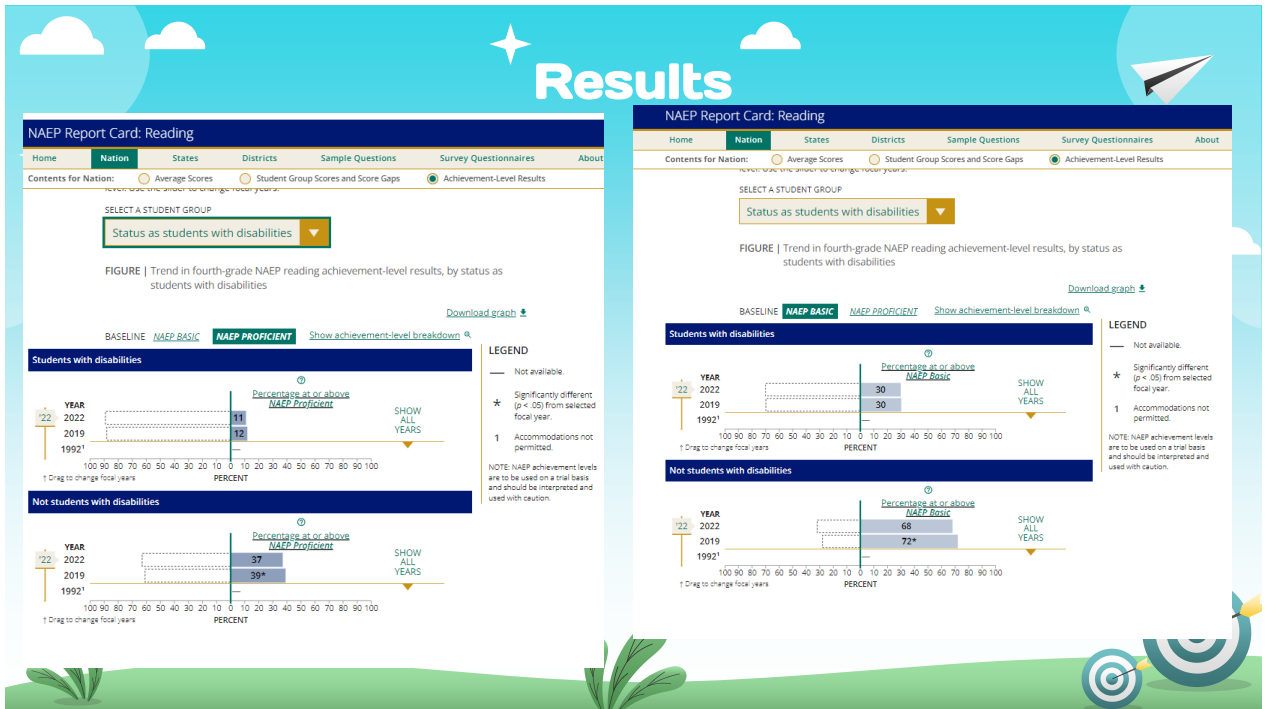 Results
NAEP Report Card: Reading
Home Nation States Districts Sample Questions Survey Questionnaires About
Contents for Nation: Average Scores Student Group Scores and Score Gaps Achievement-Level Results
level. Use the slider to change focal years.
SELECT A STUDENT GROUP
Status as students with disabilities
FIGURE | Trend in fourth-grade NAEP reading achievement-level results, by status as
students with disabilities
Download graph
BASELINE NAEP BASIC NAEP PROFICIENT Show achievement-level breakdown
Students with disabilities
Percentage at or above
NAEP Proficient
YEAR
'22 2022 11
2019 12
1992¹ —
SHOW
ALL
YEARS
100 90 80 70 60 50 40 30 20 10 0 10 20 30 40 50 60 70 80 90 100
† Drag to change focal years PERCENT
Not students with disabilities
Percentage at or above
NAEP Proficient
YEAR
'22 2022 37
2019 39*
1992¹ —
SHOW
ALL
YEARS
100 90 80 70 60 50 40 30 20 10 0 10 20 30 40 50 60 70 80 90 100
† Drag to change focal years PERCENT
LEGEND
— Not available.
* Significantly different
(p < .05) from selected
focal year.
1 Accommodations not
permitted.
NOTE: NAEP achievement levels
are to be used on a trial basis
and should be interpreted and
used with caution.
NAEP Report Card: Reading
Home Nation States Districts Sample Questions Survey Questionnaires About
Contents for Nation: Average Scores Student Group Scores and Score Gaps Achievement-Level Results
level. Use the slider to change focal years.
SELECT A STUDENT GROUP
Status as students with disabilities
FIGURE | Trend in fourth-grade NAEP reading achievement-level results, by status as
students with disabilities
Download graph
BASELINE NAEP BASIC NAEP PROFICIENT Show achievement-level breakdown
Students with disabilities
Percentage at or above
NAEP Basic
YEAR
'22 2022 30
2019 30
1992¹ —
SHOW
ALL
YEARS
100 90 80 70 60 50 40 30 20 10 0 10 20 30 40 50 60 70 80 90 100
† Drag to change focal years PERCENT
Not students with disabilities
Percentage at or above
NAEP Basic
YEAR
'22 2022 68
2019 72*
1992¹ —
SHOW
ALL
YEARS
100 90 80 70 60 50 40 30 20 10 0 10 20 30 40 50 60 70 80 90 100
† Drag to change focal years PERCENT
LEGEND
— Not available.
* Significantly different
(p < .05) from selected
focal year.
1 Accommodations not
permitted.
NOTE: NAEP achievement levels
are to be used on a trial basis
and should be interpreted and
used with caution.